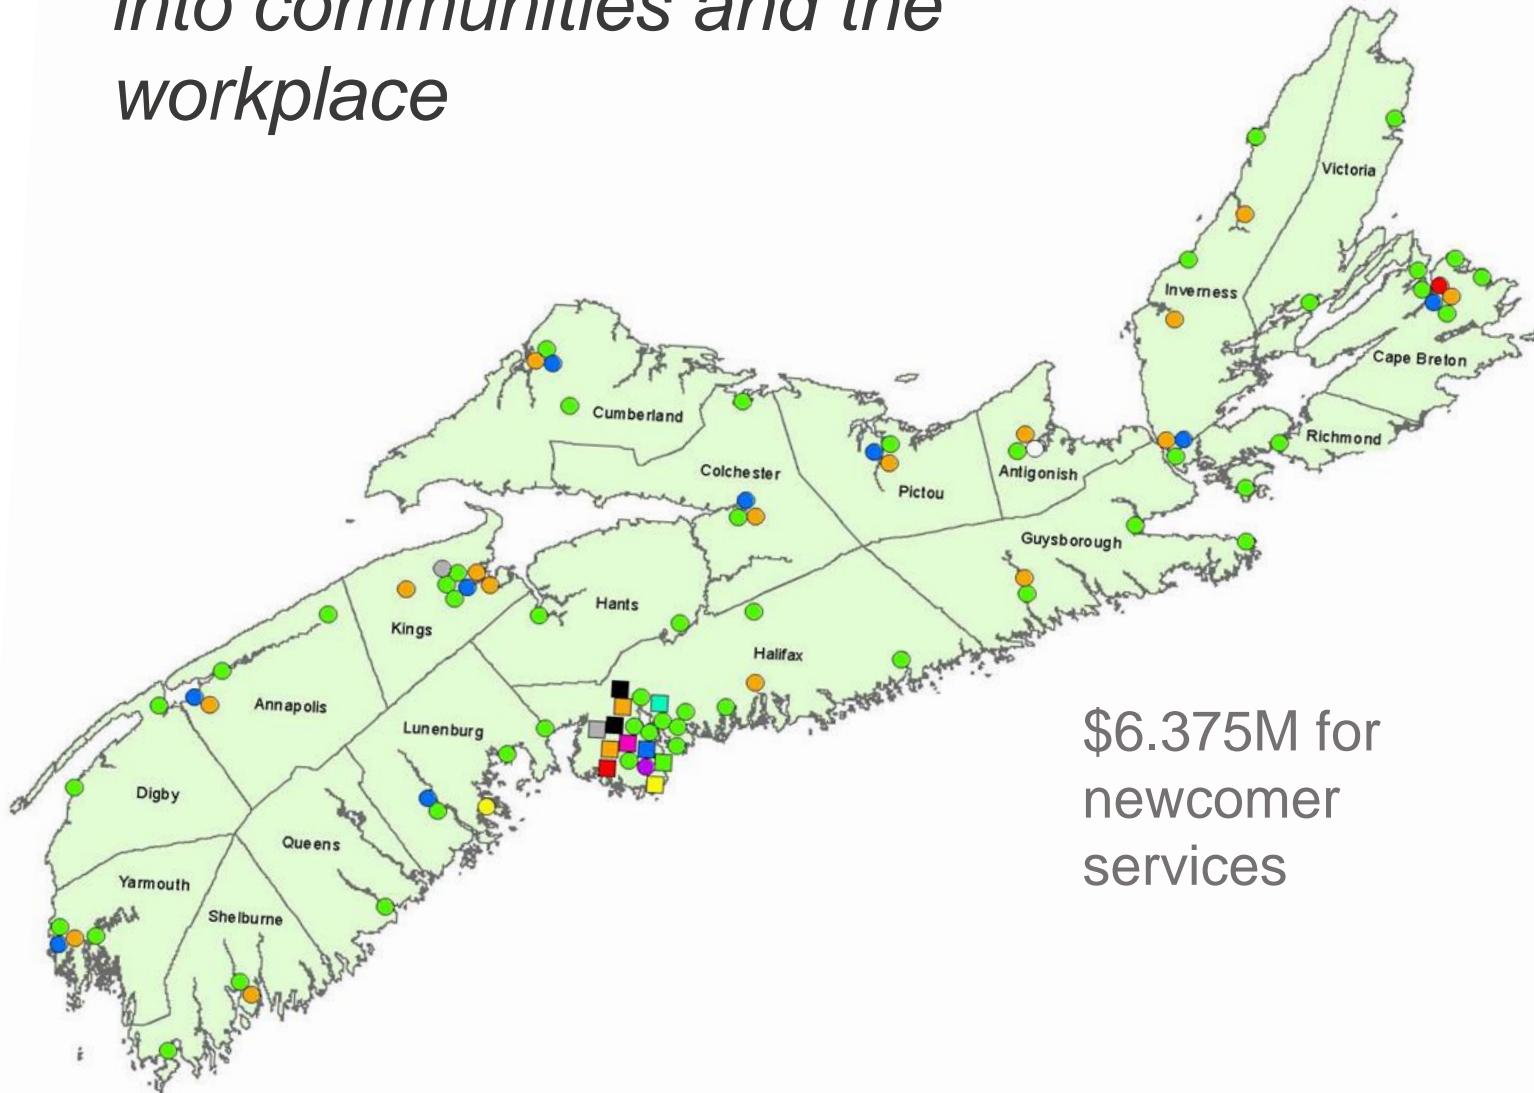 into communities and the
workplace
Victoria
Inverness
Cape Breton
Cumberland
Richmond
Colchester
Antigonish
Pictou
Guysborough
Hants
Kings
Halifax
Annapolis
Lunenburg
$6.375M for
newcomer
services
Digby
Queens
Yarmouth
Shelburne